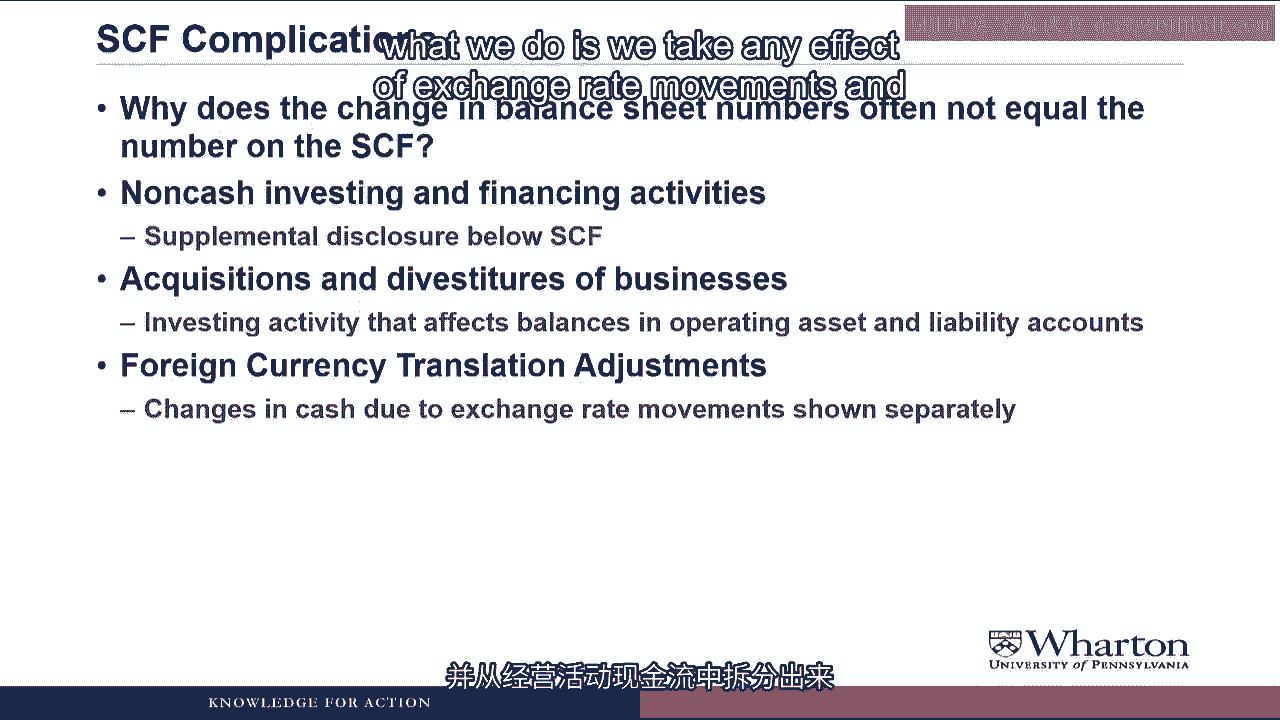 SCF Complications
what we do is we take any effect
of exchange rate movements and
• Why does the change in balance sheet numbers often not equal the
number on the SCF?
• Noncash investing and financing activities
– Supplemental disclosure below SCF
• Acquisitions and divestitures of businesses
– Investing activity that affects balances in operating asset and liability accounts
• Foreign Currency Translation Adjustments
– Changes in cash due to exchange rate movements shown separately
Wharton
UNIVERSITY of PENNSYLVANIA
并从经营活动现金流中拆分出来
KNOWLEDGE FOR ACTION